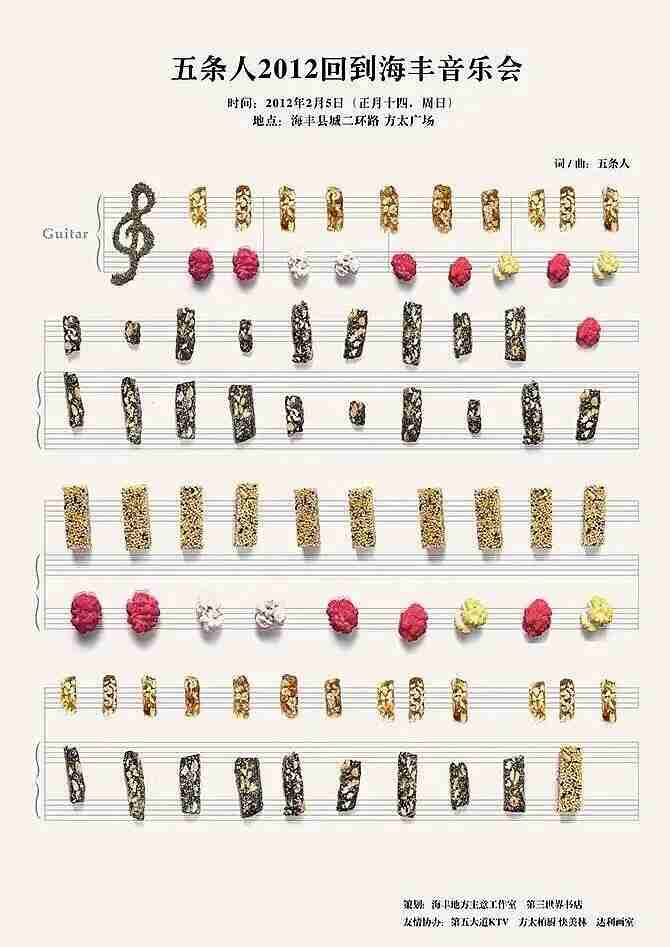 五条人2012回到海丰音乐会
时间：2012年2月5日（正月十四，周日）
地点：海丰县城二环路 方太广场
词 / 曲：五条人
Guitar
策划：海丰地方主意工作室 第三世界书店
友情协办：第五大道KTV 方太柏厨 快美林 达利画室